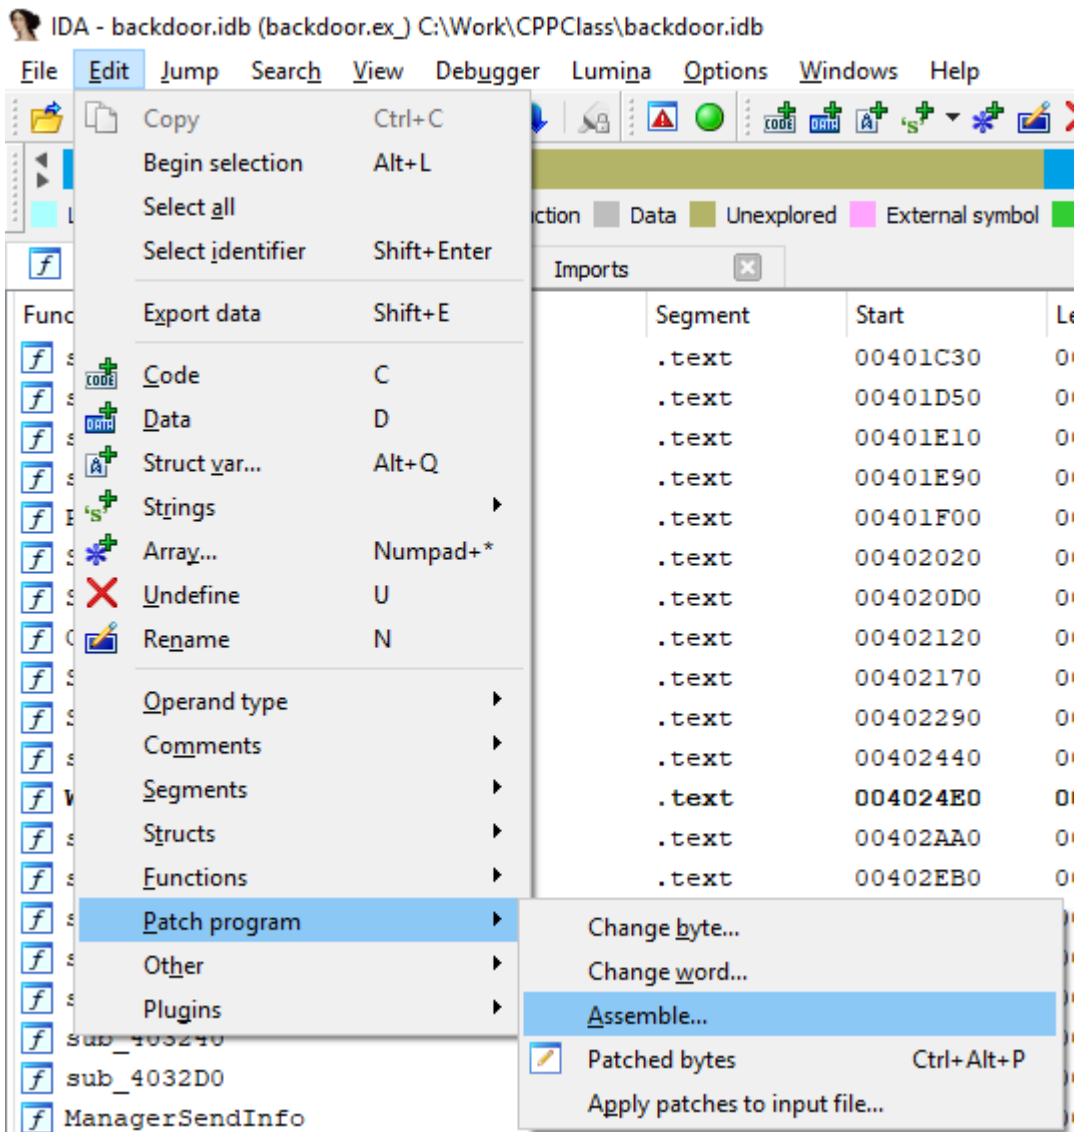 IDA - backdoor.idb (backdoor.ex_) C:\Work\CPPClass\backdoor.idb
File Edit Jump Search View Debugger Lumina Options Windows Help
Copy Ctrl+C
Begin selection Alt+L
Select all
Data Unexplored External symbol
Select identifier Shift+Enter
Imports
Export data Shift+E
Segment Start
Code C
Data D
Struct var... Alt+Q
Strings
Array... Numpad+*
Undefine U
Rename N
Operand type
Comments
Segments
Structs
Functions
Patch program
Other
Plugins
.text 00401C30
.text 00401D50
.text 00401E10
.text 00401E90
.text 00401F00
.text 00402020
.text 004020D0
.text 00402120
.text 00402170
.text 00402290
.text 00402440
.text 004024E0
.text 00402AA0
.text 00402EB0
Change byte...
Change word...
Assemble...
Patched bytes Ctrl+Alt+P
Apply patches to input file...
sub_403240
sub_4032D0
ManagerSendInfo